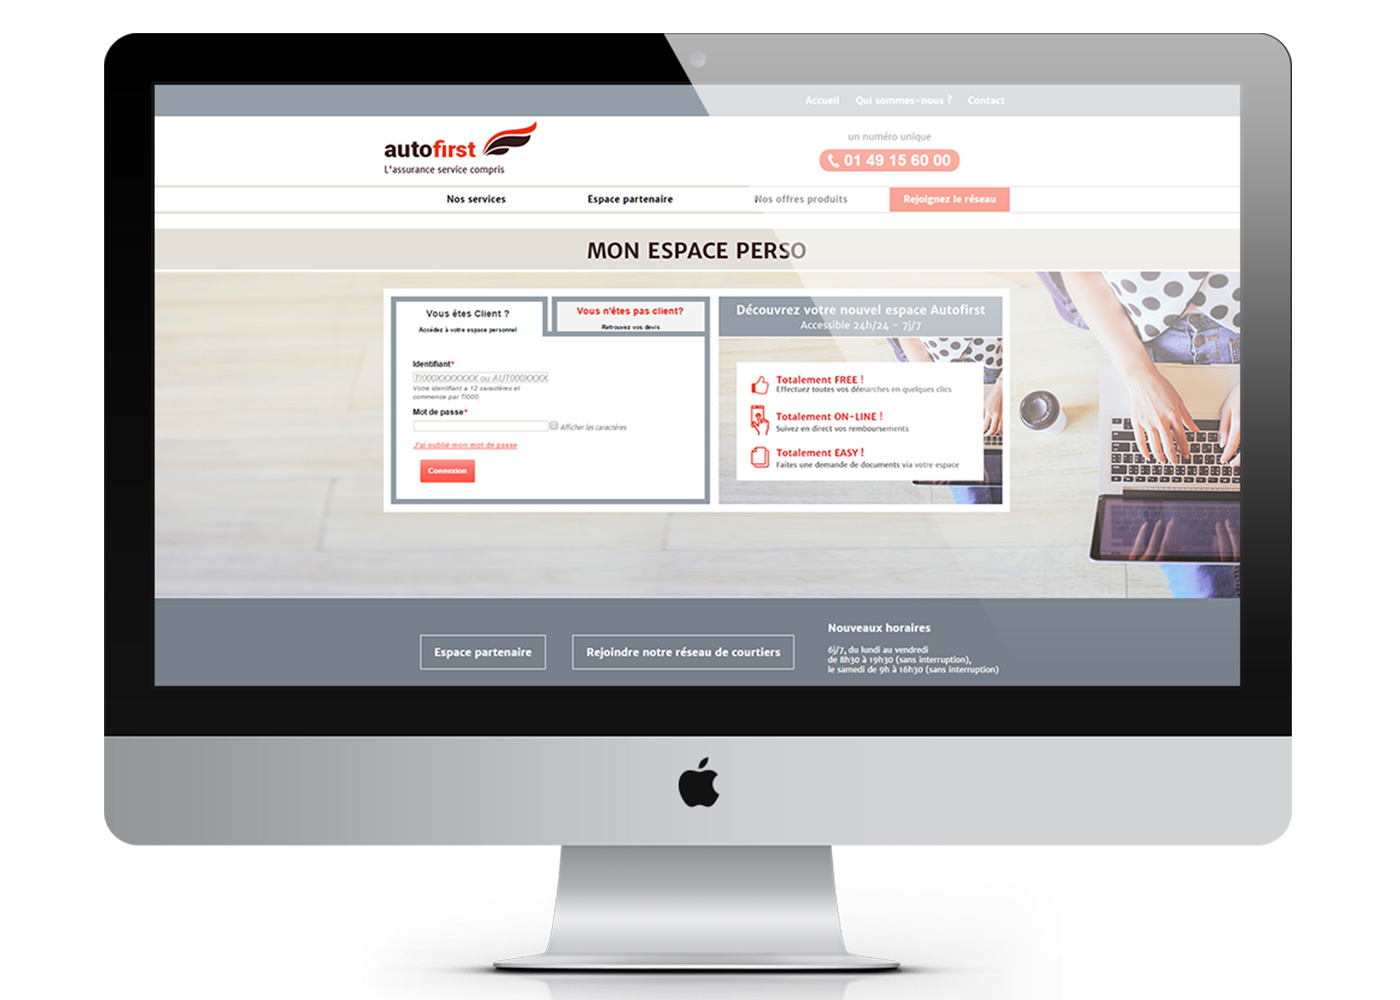 Accueil Qui sommes-nous ? Contact
autofirst
L'assurance service compris
un numéro unique
01 49 15 60 00
Nos services Espace partenaire Nos offres produits Rejoignez le réseau
MON ESPACE PERSO
Vous êtes Client ?
Accédez à votre espace personnel
Vous n'êtes pas client?
Retrouvez vos devis
Identifiant*
TI000XXXXXXX ou AUT000XXXX
Votre identifiant a 12 caractères et
commence par TI000.
Mot de passe*
Afficher les caractères
J'ai oublié mon mot de passe
Connexion
Découvrez votre nouvel espace Autofirst
Accessible 24h/24 - 7j/7
Totalement FREE !
Effectuez toutes vos démarches en quelques clics
Totalement ON-LINE !
Suivez en direct vos remboursements
Totalement EASY !
Faites une demande de documents via votre espace
Espace partenaire
Rejoindre notre réseau de courtiers
Nouveaux horaires
6j/7, du lundi au vendredi
de 8h30 à 19h30 (sans interruption),
le samedi de 9h à 16h30 (sans interruption)